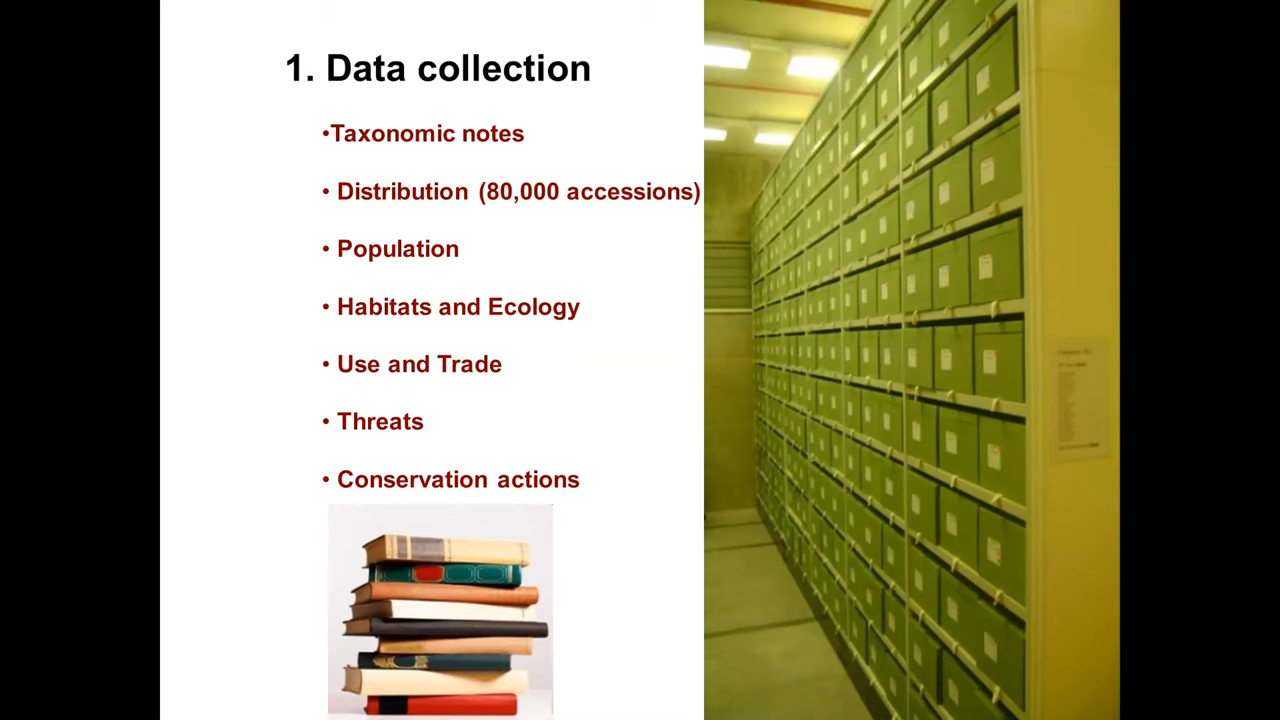 1. Data collection
•Taxonomic notes
• Distribution (80,000 accessions)
• Population
• Habitats and Ecology
• Use and Trade
• Threats
• Conservation actions